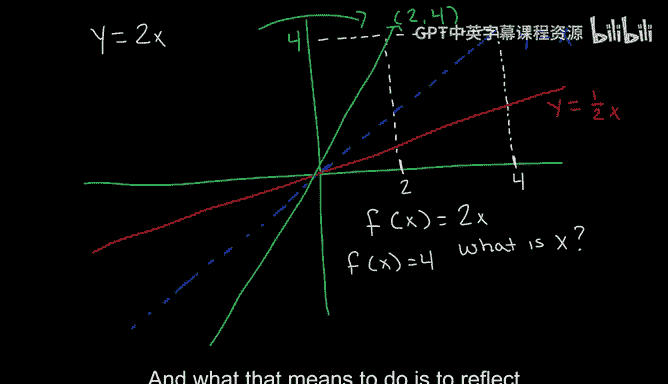 y = 2x
4
(2,4)
GPT中英字幕课程资源
bilibili
y = 1/2 x
2
4
f(x) = 2x
f(x) = 4 what is x?
And what that means to do is to reflect